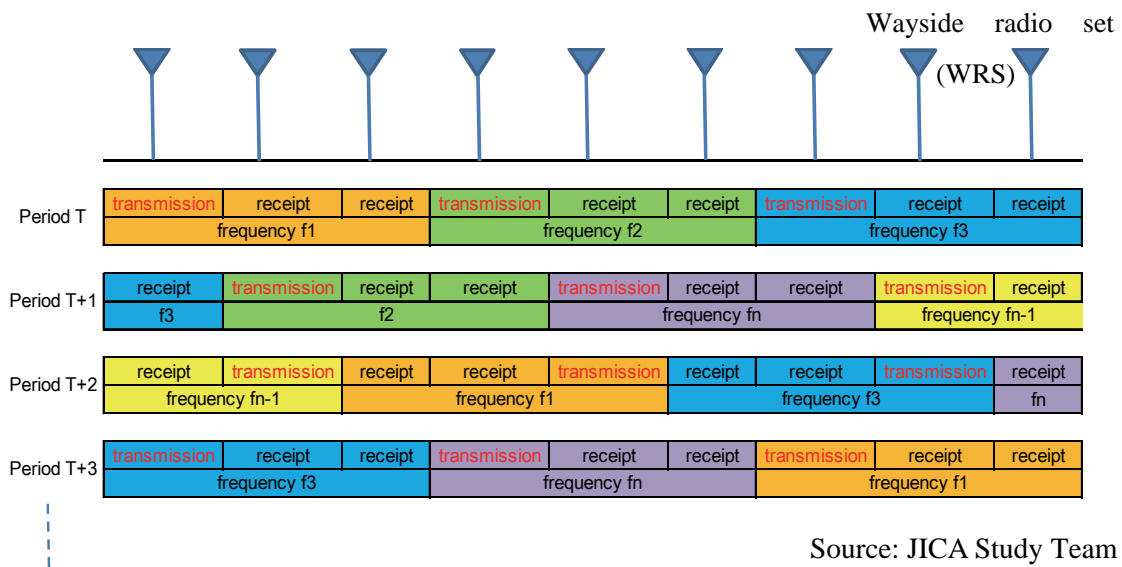 Wayside radio set
(WRS)
Period T
transmission receipt receipt transmission receipt receipt transmission receipt receipt
frequency f1 frequency f2 frequency f3
Period T+1
receipt transmission receipt receipt transmission receipt receipt transmission receipt
f3 f2 frequency fn frequency fn-1
Period T+2
receipt transmission receipt receipt transmission receipt receipt transmission receipt
frequency fn-1 frequency f1 frequency f3 fn
Period T+3
transmission receipt receipt transmission receipt receipt transmission receipt receipt
frequency f3 frequency fn frequency f1
Source: JICA Study Team